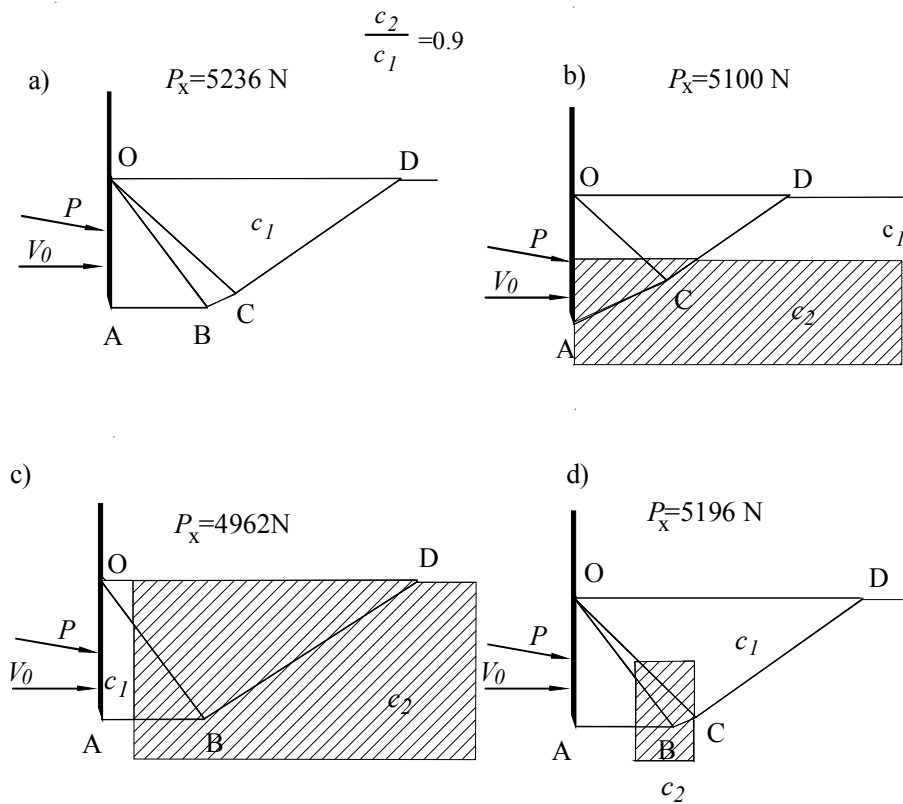 c2/c1 =0.9
a)
Px=5236 N
O
D
P
c1
V0
A
B
C
b)
Px=5100 N
O
D
c1
P
V0
C
c2
A
c)
Px=4962N
O
D
P
V0
c1
c2
A
B
d)
Px=5196 N
O
D
P
c1
V0
C
A
B
c2